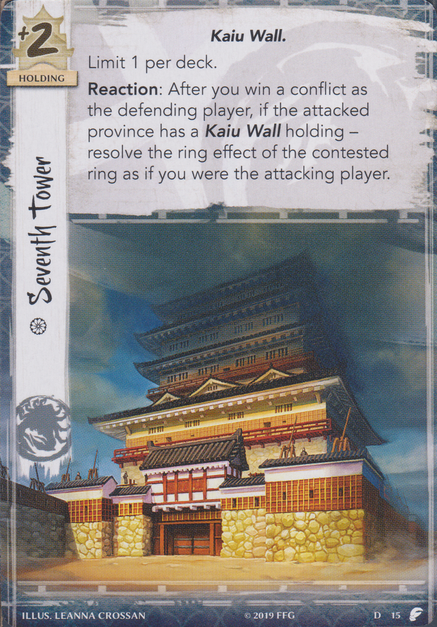 +2
HOLDING
Kaiu Wall.
Limit 1 per deck.
Reaction: After you win a conflict as
the defending player, if the attacked
province has a Kaiu Wall holding –
resolve the ring effect of the contested
ring as if you were the attacking player.
Seventh Tower
ILLUS. LEANNA CROSSAN
© 2019 FFG
D 15